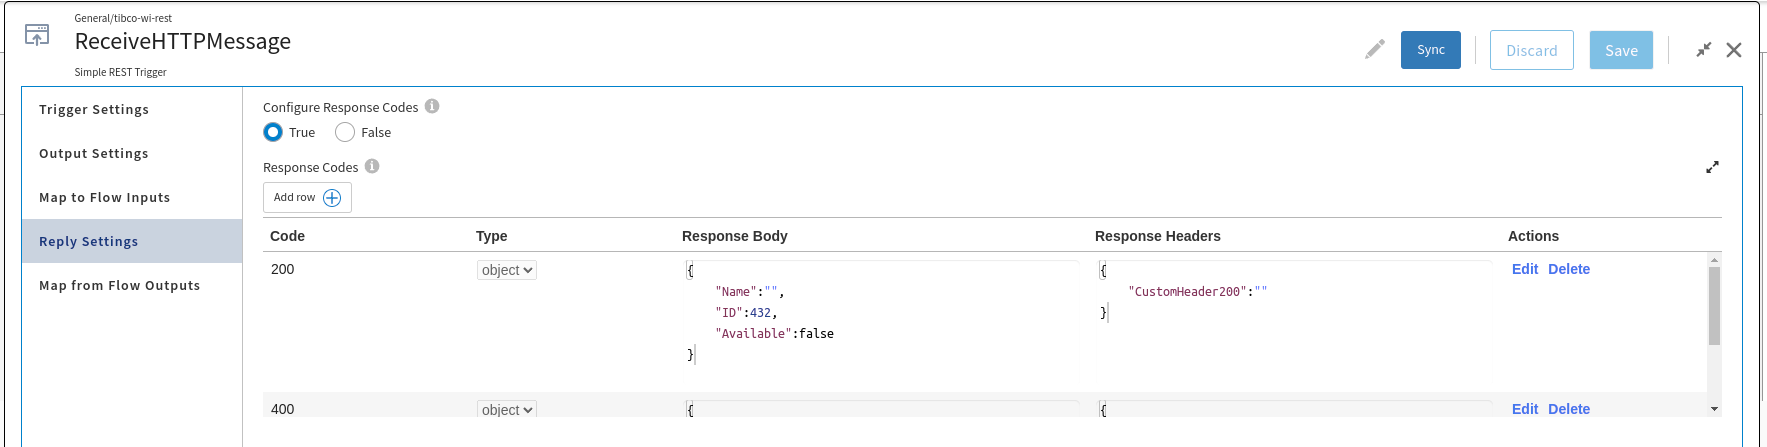 General/tibco-wi-rest
ReceiveHTTPMessage
Simple REST Trigger
Sync
Discard
Save
Trigger Settings
Output Settings
Map to Flow Inputs
Reply Settings
Map from Flow Outputs
Configure Response Codes i
True False
Response Codes i
Add row
Code Type Response Body Response Headers Actions
200 object { { Edit Delete
"Name":"", "CustomHeader200":""
"ID":432, }
"Available":false
}
400 object { { Edit Delete